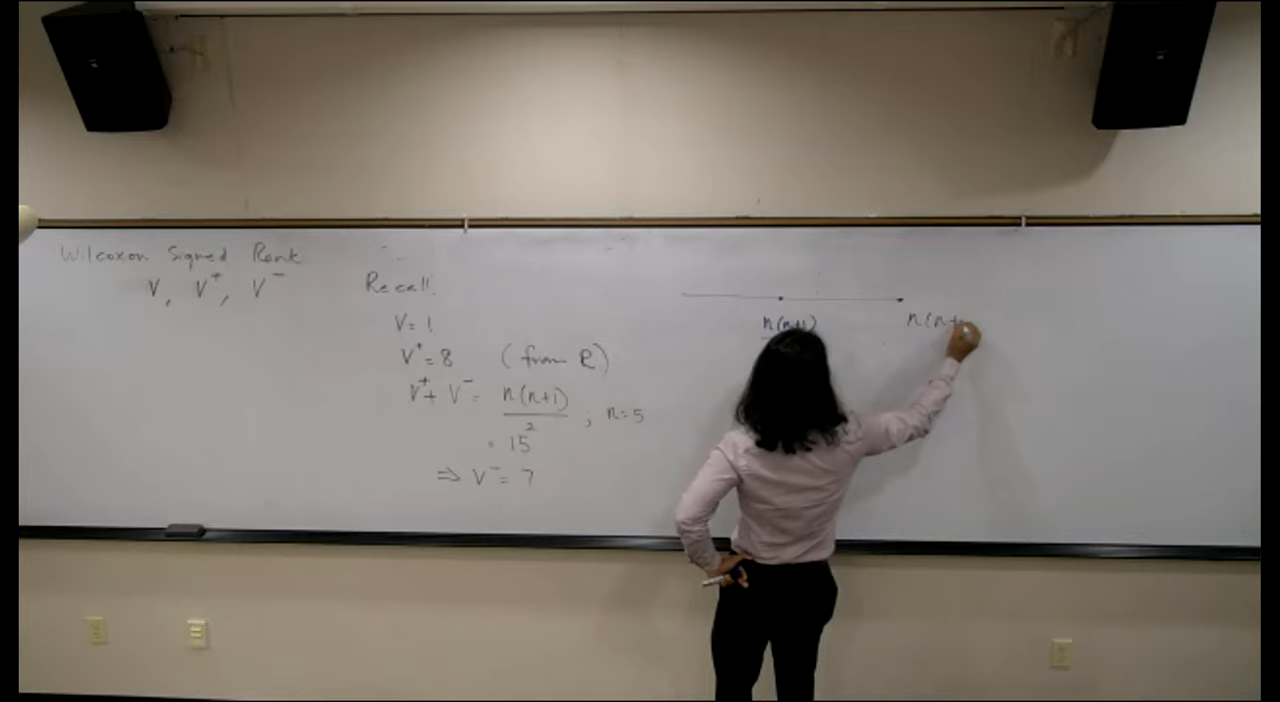 Wilcoxon Signed Rank
V, V⁺, V⁻
Recall:
V = 1
V⁺ = 8 (from R)
V⁺ + V⁻ = n(n+1)/2 ; n=5
= 15
⇒ V⁻ = 7
n(n+1)
n(n+